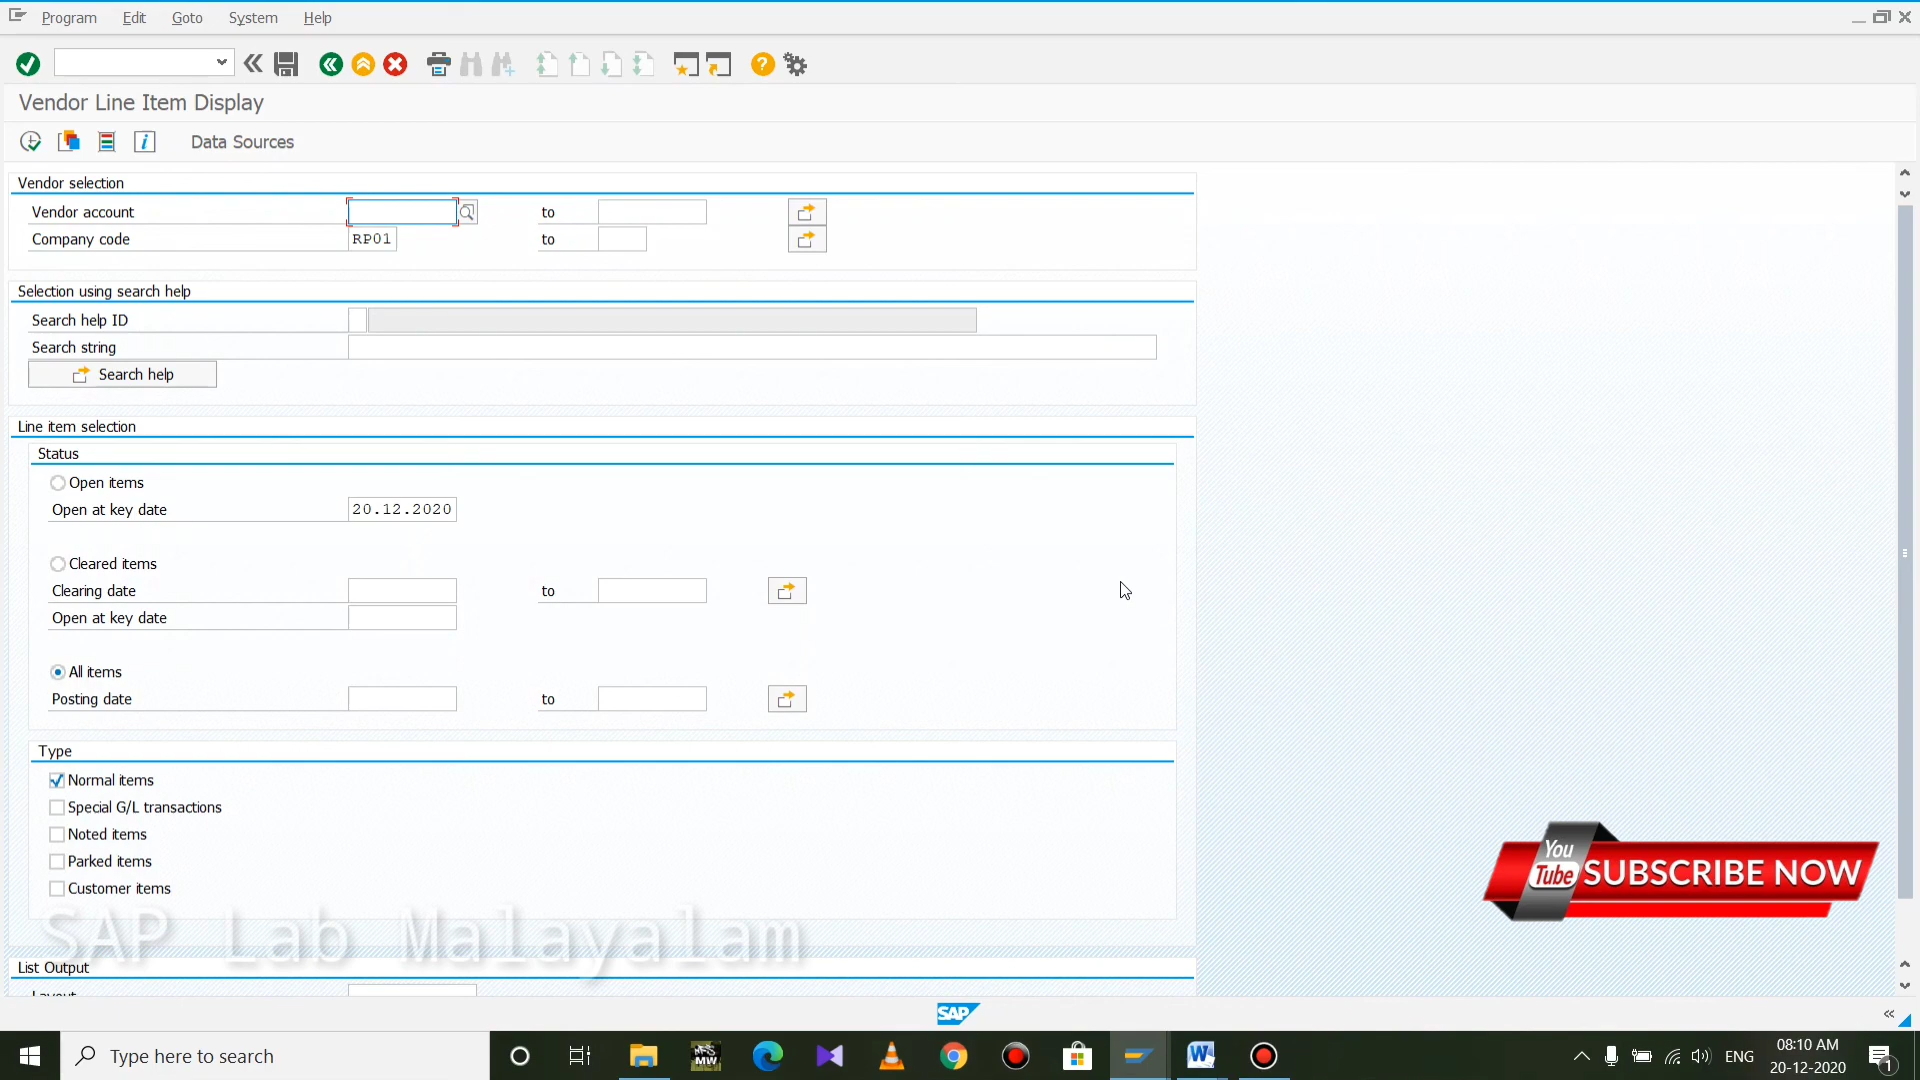 Program Edit Goto System Help
Vendor Line Item Display
Data Sources
Vendor selection
Vendor account to
Company code RP01 to
Selection using search help
Search help ID
Search string
Search help
Line item selection
Status
Open items
Open at key date 20.12.2020
Cleared items
Clearing date to
Open at key date
All items
Posting date to
Type
Normal items
Special G/L transactions
Noted items
Parked items
Customer items
You
Tube SUBSCRIBE NOW
SAP Lab Malayalam
List Output
Layout
SAP
Type here to search
MW
ENG
08:10 AM
20-12-2020
1